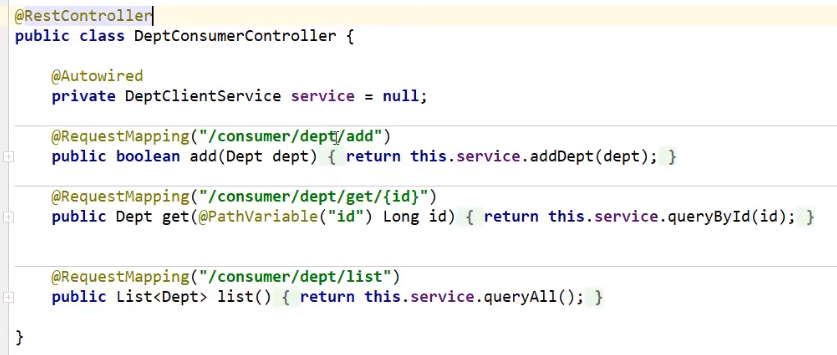 @RestController
public class DeptConsumerController {
@Autowired
private DeptClientService service = null;
@RequestMapping("/consumer/dept/add")
public boolean add(Dept dept) { return this.service.addDept(dept); }
@RequestMapping("/consumer/dept/get/{id}")
public Dept get(@PathVariable("id") Long id) { return this.service.queryById(id); }
@RequestMapping("/consumer/dept/list")
public List<Dept> list() { return this.service.queryAll(); }
}